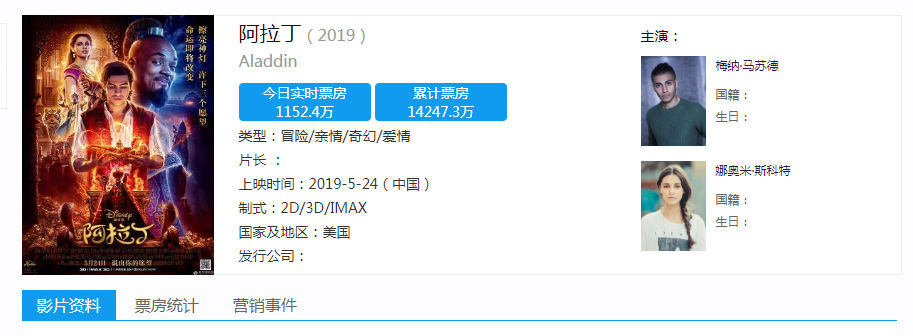 擦亮神灯 许下三个愿望
命运即将改变
Disney
阿拉丁
5月24日 说出你的愿望
阿拉丁（2019）
Aladdin
今日实时票房
1152.4万
累计票房
14247.3万
类型：冒险/亲情/奇幻/爱情
片长 ：
上映时间：2019-5-24（中国）
制式：2D/3D/IMAX
国家及地区：美国
发行公司：
主演：
梅纳·马苏德
国籍：
生日：
娜奥米·斯科特
国籍：
生日：
影片资料
票房统计
营销事件